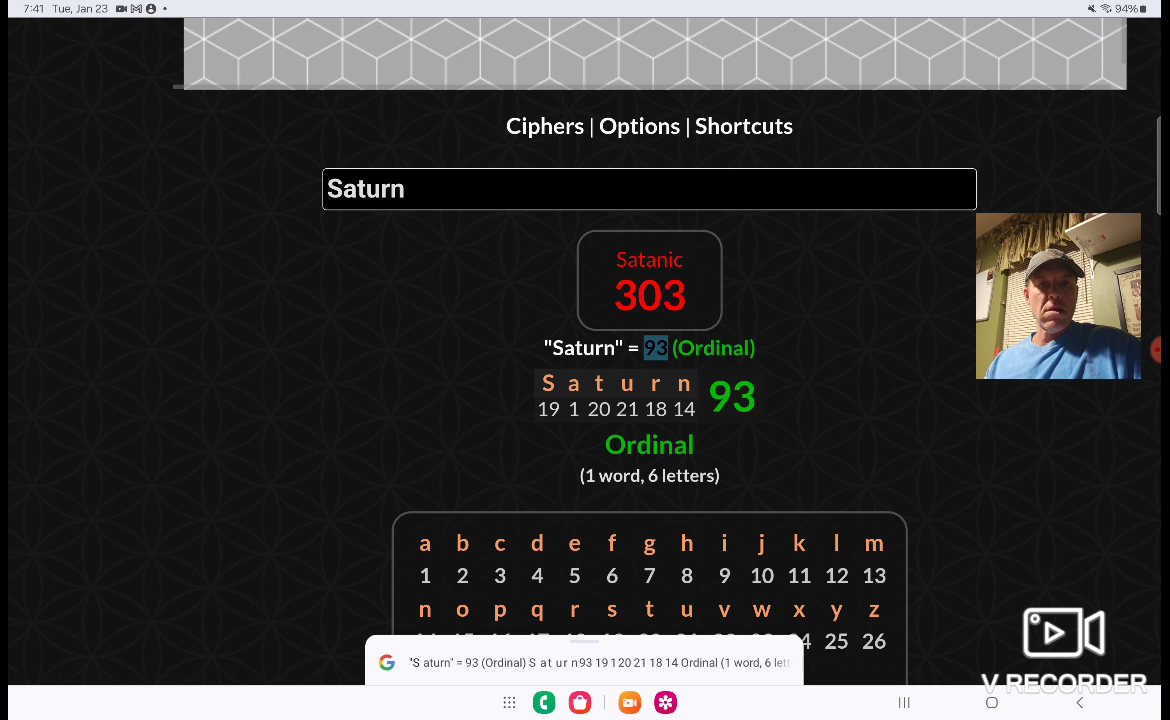 7:41 Tue, Jan 23 94%
Ciphers | Options | Shortcuts
Saturn
Satanic
303
"Saturn" = 93 (Ordinal)
S a t u r n 93
19 1 20 21 18 14
Ordinal
(1 word, 6 letters)
a b c d e f g h i j k l m
1 2 3 4 5 6 7 8 9 10 11 12 13
n o p q r s t u v w x y z
25 26
"S aturn" = 93 (Ordinal) S a t u r n 93 19 1 20 21 18 14 Ordinal (1 word, 6 lett
V RECORDER